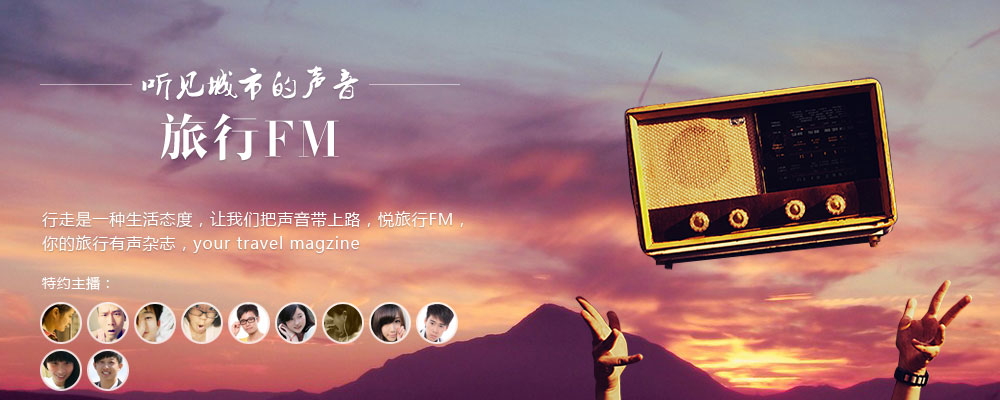 听见城市的声音
旅行FM
行走是一种生活态度，让我们把声音带上路，悦旅行FM，
你的旅行有声杂志，your travel magzine
特约主播：